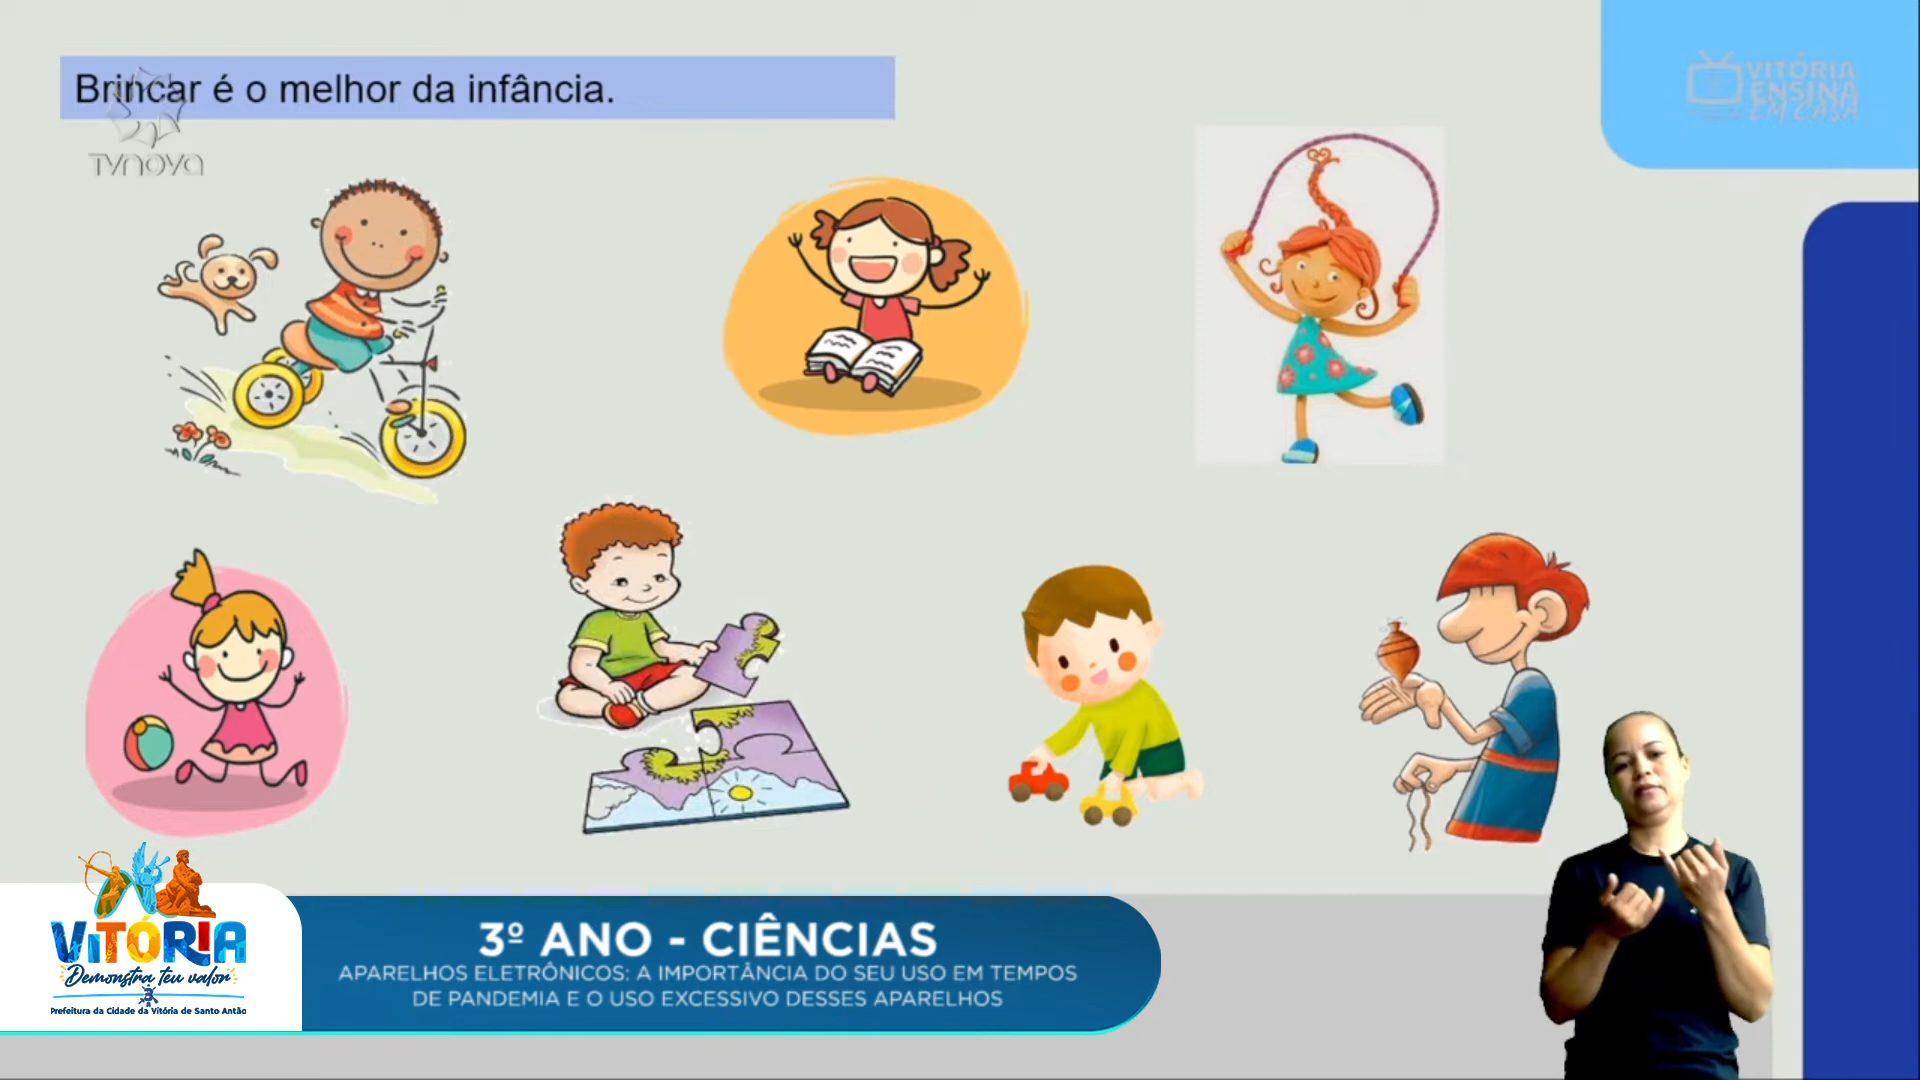 Brincar é o melhor da infância.
TVNOVA
VITÓRIA
ENSINA
EM CASA
VITÓRIA
Demonstra teu valor
Prefeitura da Cidade da Vitória de Santo Antão
3º ANO - CIÊNCIAS
APARELHOS ELETRÔNICOS: A IMPORTÂNCIA DO SEU USO EM TEMPOS
DE PANDEMIA E O USO EXCESSIVO DESSES APARELHOS